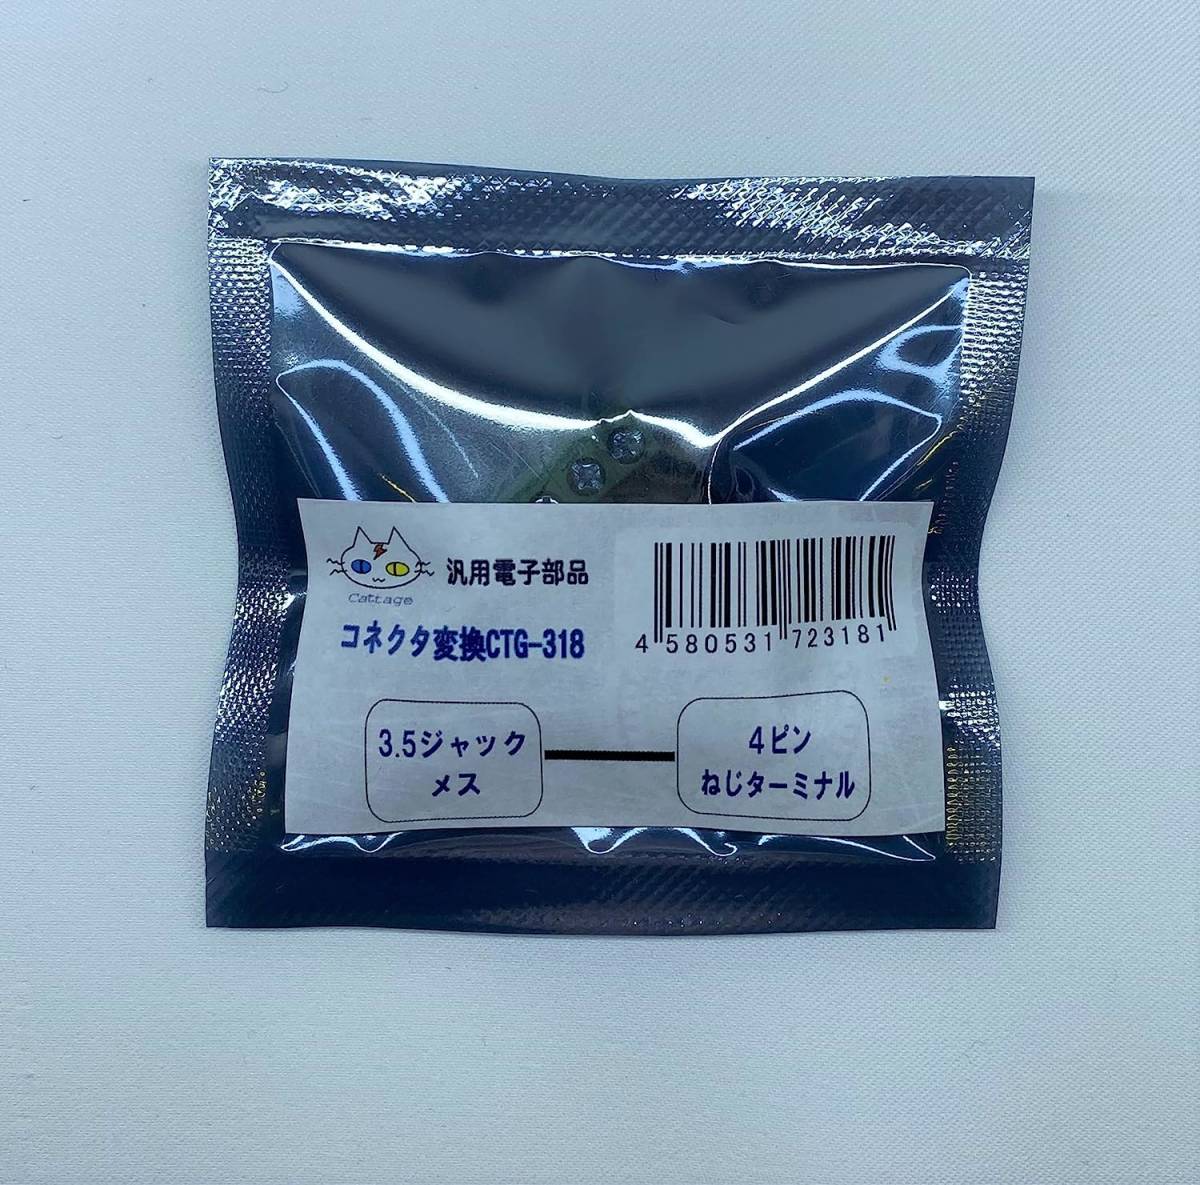 Cattage
汎用電子部品
コネクタ変換CTG-318
4 580531 723181
3.5ジャック
メス
4ピン
ねじターミナル